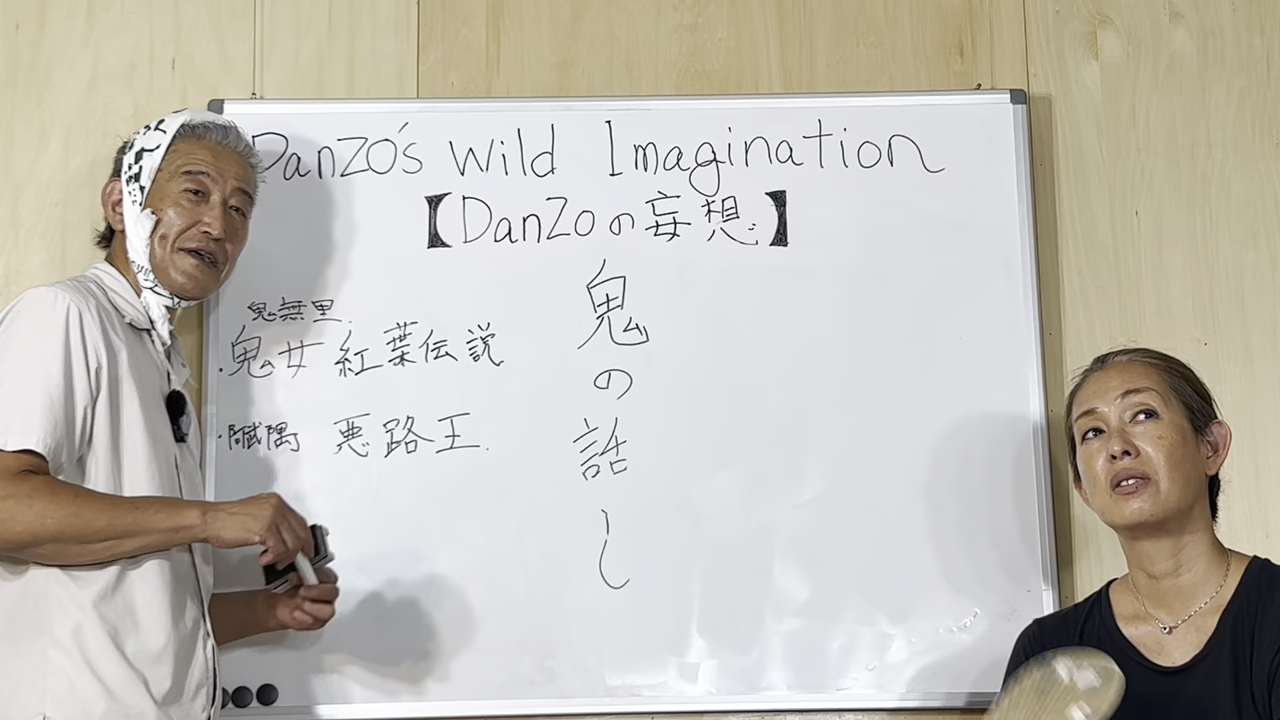 DanZo's Wild Imagination
【DanZoの妄想】
鬼の話し
鬼無里.
・鬼女 紅葉伝説
悪路王.